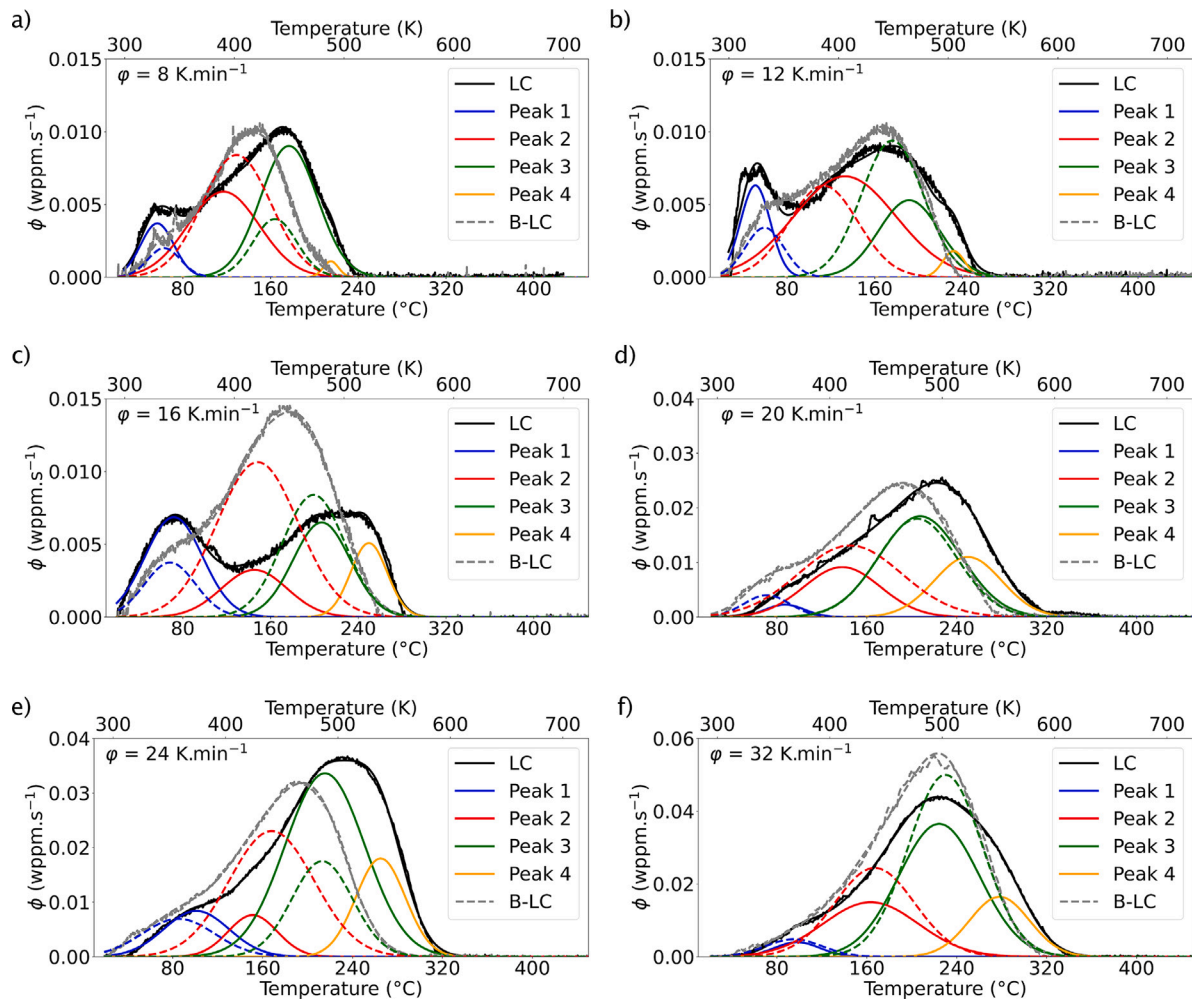 a)
Temperature (K)
300 400 500 600 700
φ = 8 K.min⁻¹
ϕ (wppm.s⁻¹)
0.015
0.010
0.005
0.000
LC
Peak 1
Peak 2
Peak 3
Peak 4
B-LC
80 160 240 320 400
Temperature (°C)
b)
Temperature (K)
300 400 500 600 700
φ = 12 K.min⁻¹
ϕ (wppm.s⁻¹)
0.015
0.010
0.005
0.000
LC
Peak 1
Peak 2
Peak 3
Peak 4
B-LC
80 160 240 320 400
Temperature (°C)
c)
Temperature (K)
300 400 500 600 700
φ = 16 K.min⁻¹
ϕ (wppm.s⁻¹)
0.015
0.010
0.005
0.000
LC
Peak 1
Peak 2
Peak 3
Peak 4
B-LC
80 160 240 320 400
Temperature (°C)
d)
Temperature (K)
300 400 500 600 700
φ = 20 K.min⁻¹
ϕ (wppm.s⁻¹)
0.04
0.03
0.02
0.01
0.00
LC
Peak 1
Peak 2
Peak 3
Peak 4
B-LC
80 160 240 320 400
Temperature (°C)
e)
Temperature (K)
300 400 500 600 700
φ = 24 K.min⁻¹
ϕ (wppm.s⁻¹)
0.04
0.03
0.02
0.01
0.00
LC
Peak 1
Peak 2
Peak 3
Peak 4
B-LC
80 160 240 320 400
Temperature (°C)
f)
Temperature (K)
300 400 500 600 700
φ = 32 K.min⁻¹
ϕ (wppm.s⁻¹)
0.06
0.04
0.02
0.00
LC
Peak 1
Peak 2
Peak 3
Peak 4
B-LC
80 160 240 320 400
Temperature (°C)